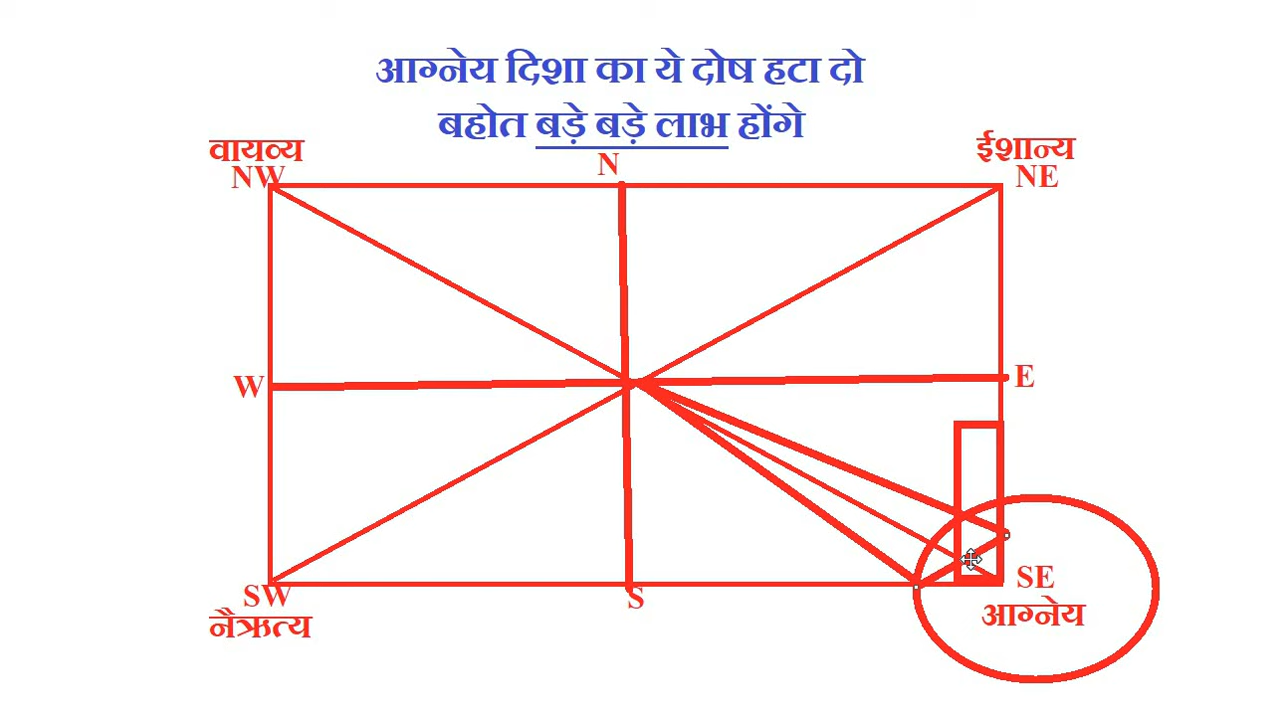 आग्नेय दिशा का ये दोष हटा दो
बहोत बड़े बड़े लाभ होंगे
वायव्य
NW
N
ईशान्य
NE
W
E
SW
नैऋत्य
S
SE
आग्नेय